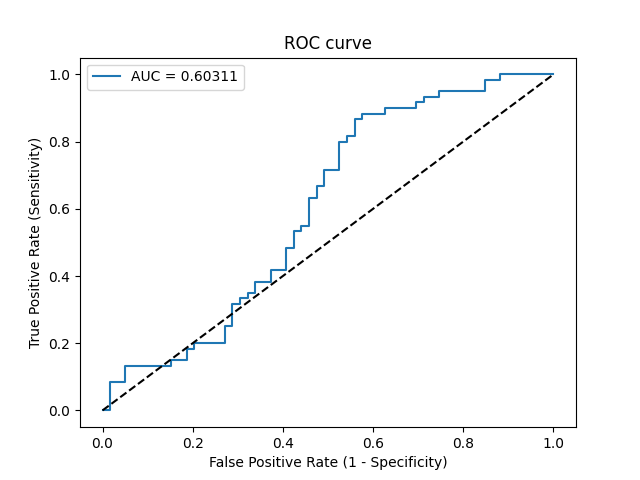 ROC curve
AUC = 0.60311
1.0
0.8
0.6
0.4
0.2
0.0
True Positive Rate (Sensitivity)
0.0 0.2 0.4 0.6 0.8 1.0
False Positive Rate (1 - Specificity)